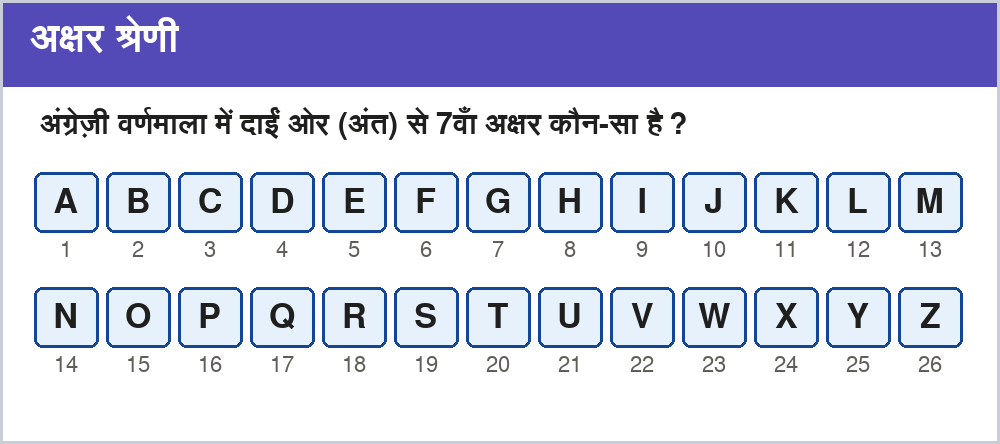 अक्षर श्रेणी
अंग्रेज़ी वर्णमाला में दाईं ओर (अंत) से 7वाँ अक्षर कौन-सा है ?
A B C D E F G H I J K L M
1 2 3 4 5 6 7 8 9 10 11 12 13
N O P Q R S T U V W X Y Z
14 15 16 17 18 19 20 21 22 23 24 25 26